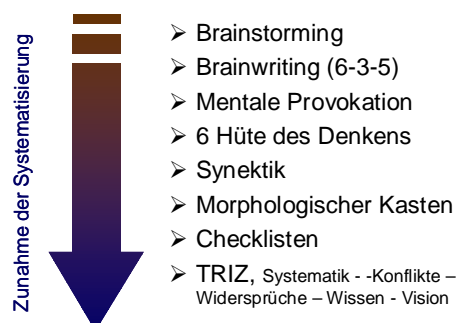 Zunahme der Systematisierung
➢ Brainstorming
➢ Brainwriting (6-3-5)
➢ Mentale Provokation
➢ 6 Hüte des Denkens
➢ Synektik
➢ Morphologischer Kasten
➢ Checklisten
➢ TRIZ, Systematik - -Konflikte –
Widersprüche – Wissen - Vision